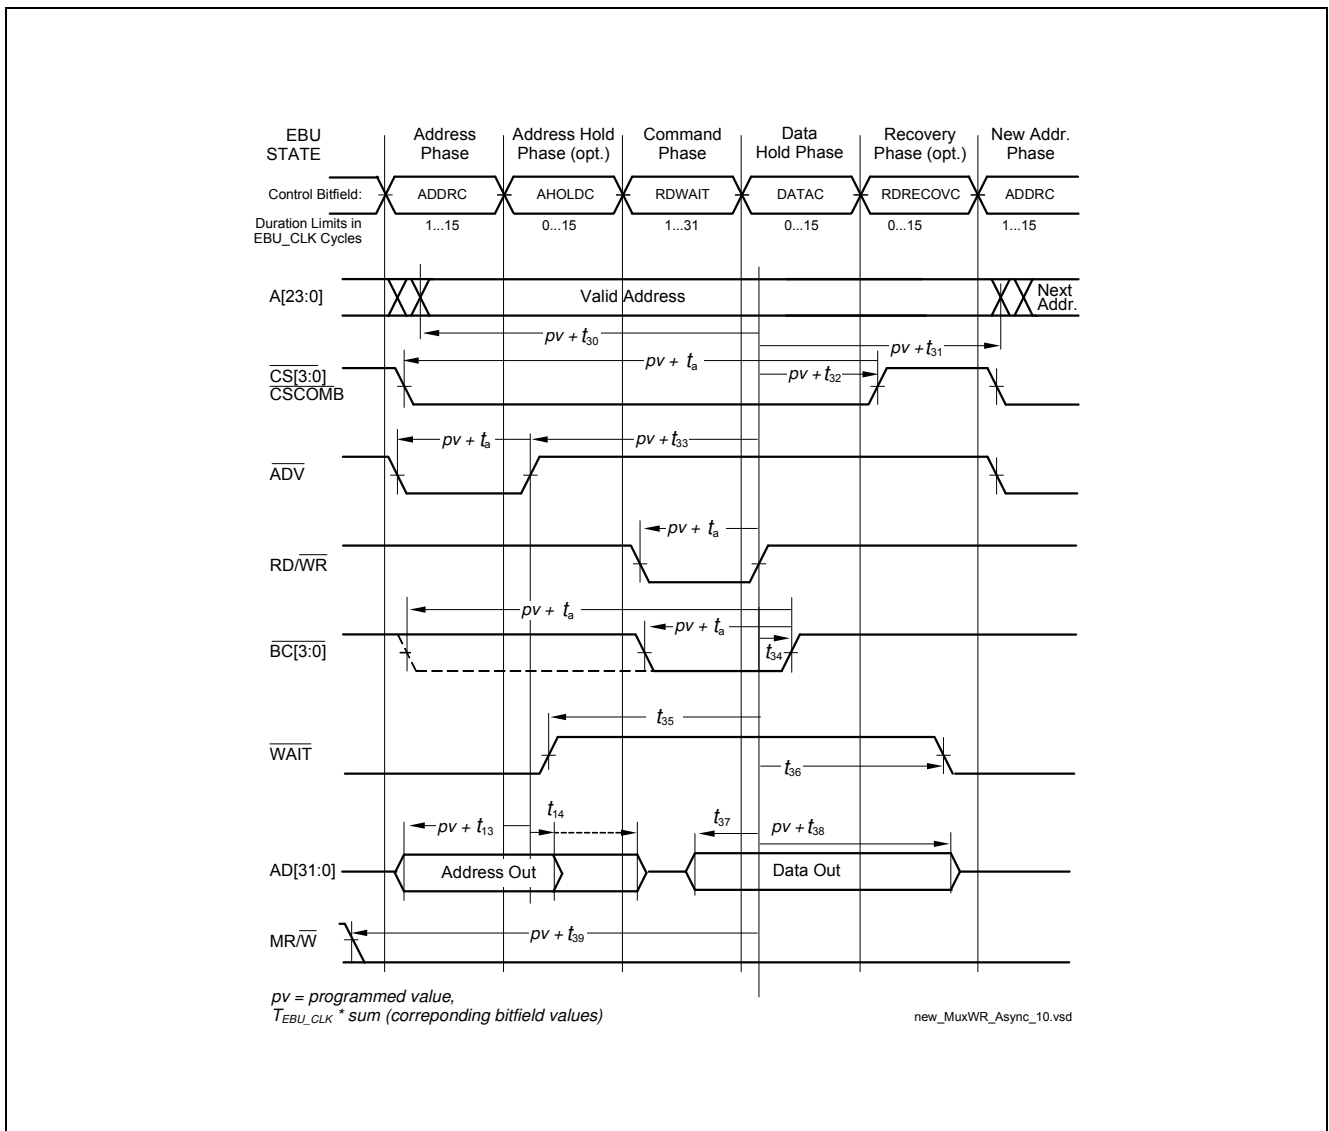 EBU STATE
Address Phase
Address Hold Phase (opt.)
Command Phase
Data Hold Phase
Recovery Phase (opt.)
New Addr. Phase
Control Bitfield: ADDRC AHOLDC RDWAIT DATAC RDRECOVC ADDRC
Duration Limits in EBU_CLK Cycles 1...15 0...15 1...31 0...15 0...15 1...15
A[23:0] Valid Address Next Addr.
pv + t30
pv + t31
pv + ta
CS[3:0] pv + t32
CSCOMB
pv + ta pv + t33
ADV
pv + ta
RD/WR
pv + ta
pv + ta
BC[3:0] t34
t35
WAIT
t36
pv + t13 t14 t37 pv + t38
AD[31:0] Address Out Data Out
MR/W pv + t39
pv = programmed value,
TEBU_CLK * sum (correponding bitfield values)
new_MuxWR_Async_10.vsd